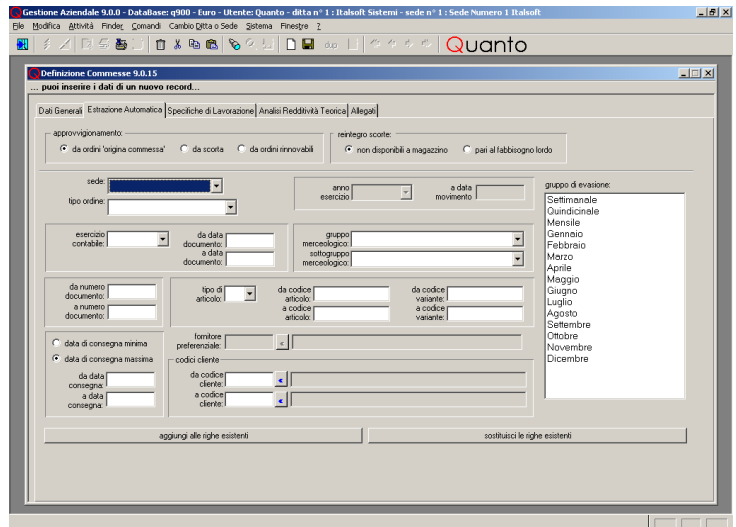 Gestione Aziendale 9.0.0 - DataBase: q900 - Euro - Utente: Quanto - ditta n° 1 : Italsoft Sistemi - sede n° 1 : Sede Numero 1 Italsoft
File Modifica Attività Finder Comandi Cambio Ditta o Sede Sistema Finestre ?
dup Quanto
Definizione Commesse 9.0.15
... puoi inserire i dati di un nuovo record...
Dati Generali Estrazione Automatica Specifiche di Lavorazione Analisi Redditività Teorica Allegati
approvvigionamento:
da ordini 'origina commessa' da scorta da ordini rinnovabili
reintegro scorte:
non disponibili a magazzino pari al fabbisogno lordo
sede:
tipo ordine:
anno esercizio
a data movimento
esercizio contabile:
da data documento:
a data documento:
gruppo merceologico:
sottogruppo merceologico:
da numero documento:
a numero documento:
tipo di articolo:
da codice articolo:
a codice articolo:
da codice variante:
a codice variante:
data di consegna minima
data di consegna massima
da data consegna:
a data consegna:
fornitore preferenziale:
codici cliente
da codice cliente:
a codice cliente:
gruppo di evasione:
Settimanale
Quindicinale
Mensile
Gennaio
Febbraio
Marzo
Aprile
Maggio
Giugno
Luglio
Agosto
Settembre
Ottobre
Novembre
Dicembre
aggiungi alle righe esistenti
sostituisci le righe esistenti